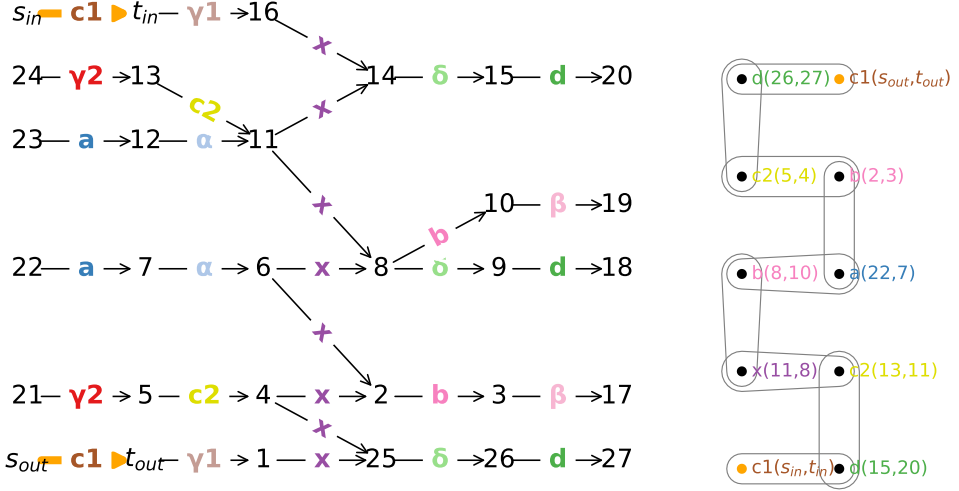 s_in c1 t_in γ1 16
x
24 γ2 13 14 δ 15 d 20
c2 x
23 a 12 α 11
x 10 β 19
b
22 a 7 α 6 x 8 δ 9 d 18
x
21 γ2 5 c2 4 x 2 b 3 β 17
x
s_out c1 t_out γ1 1 x 25 δ 26 d 27
d(26,27) c1(s_out,t_out)
c2(5,4) b(2,3)
b(8,10) a(22,7)
x(11,8) c2(13,11)
c1(s_in,t_in) d(15,20)